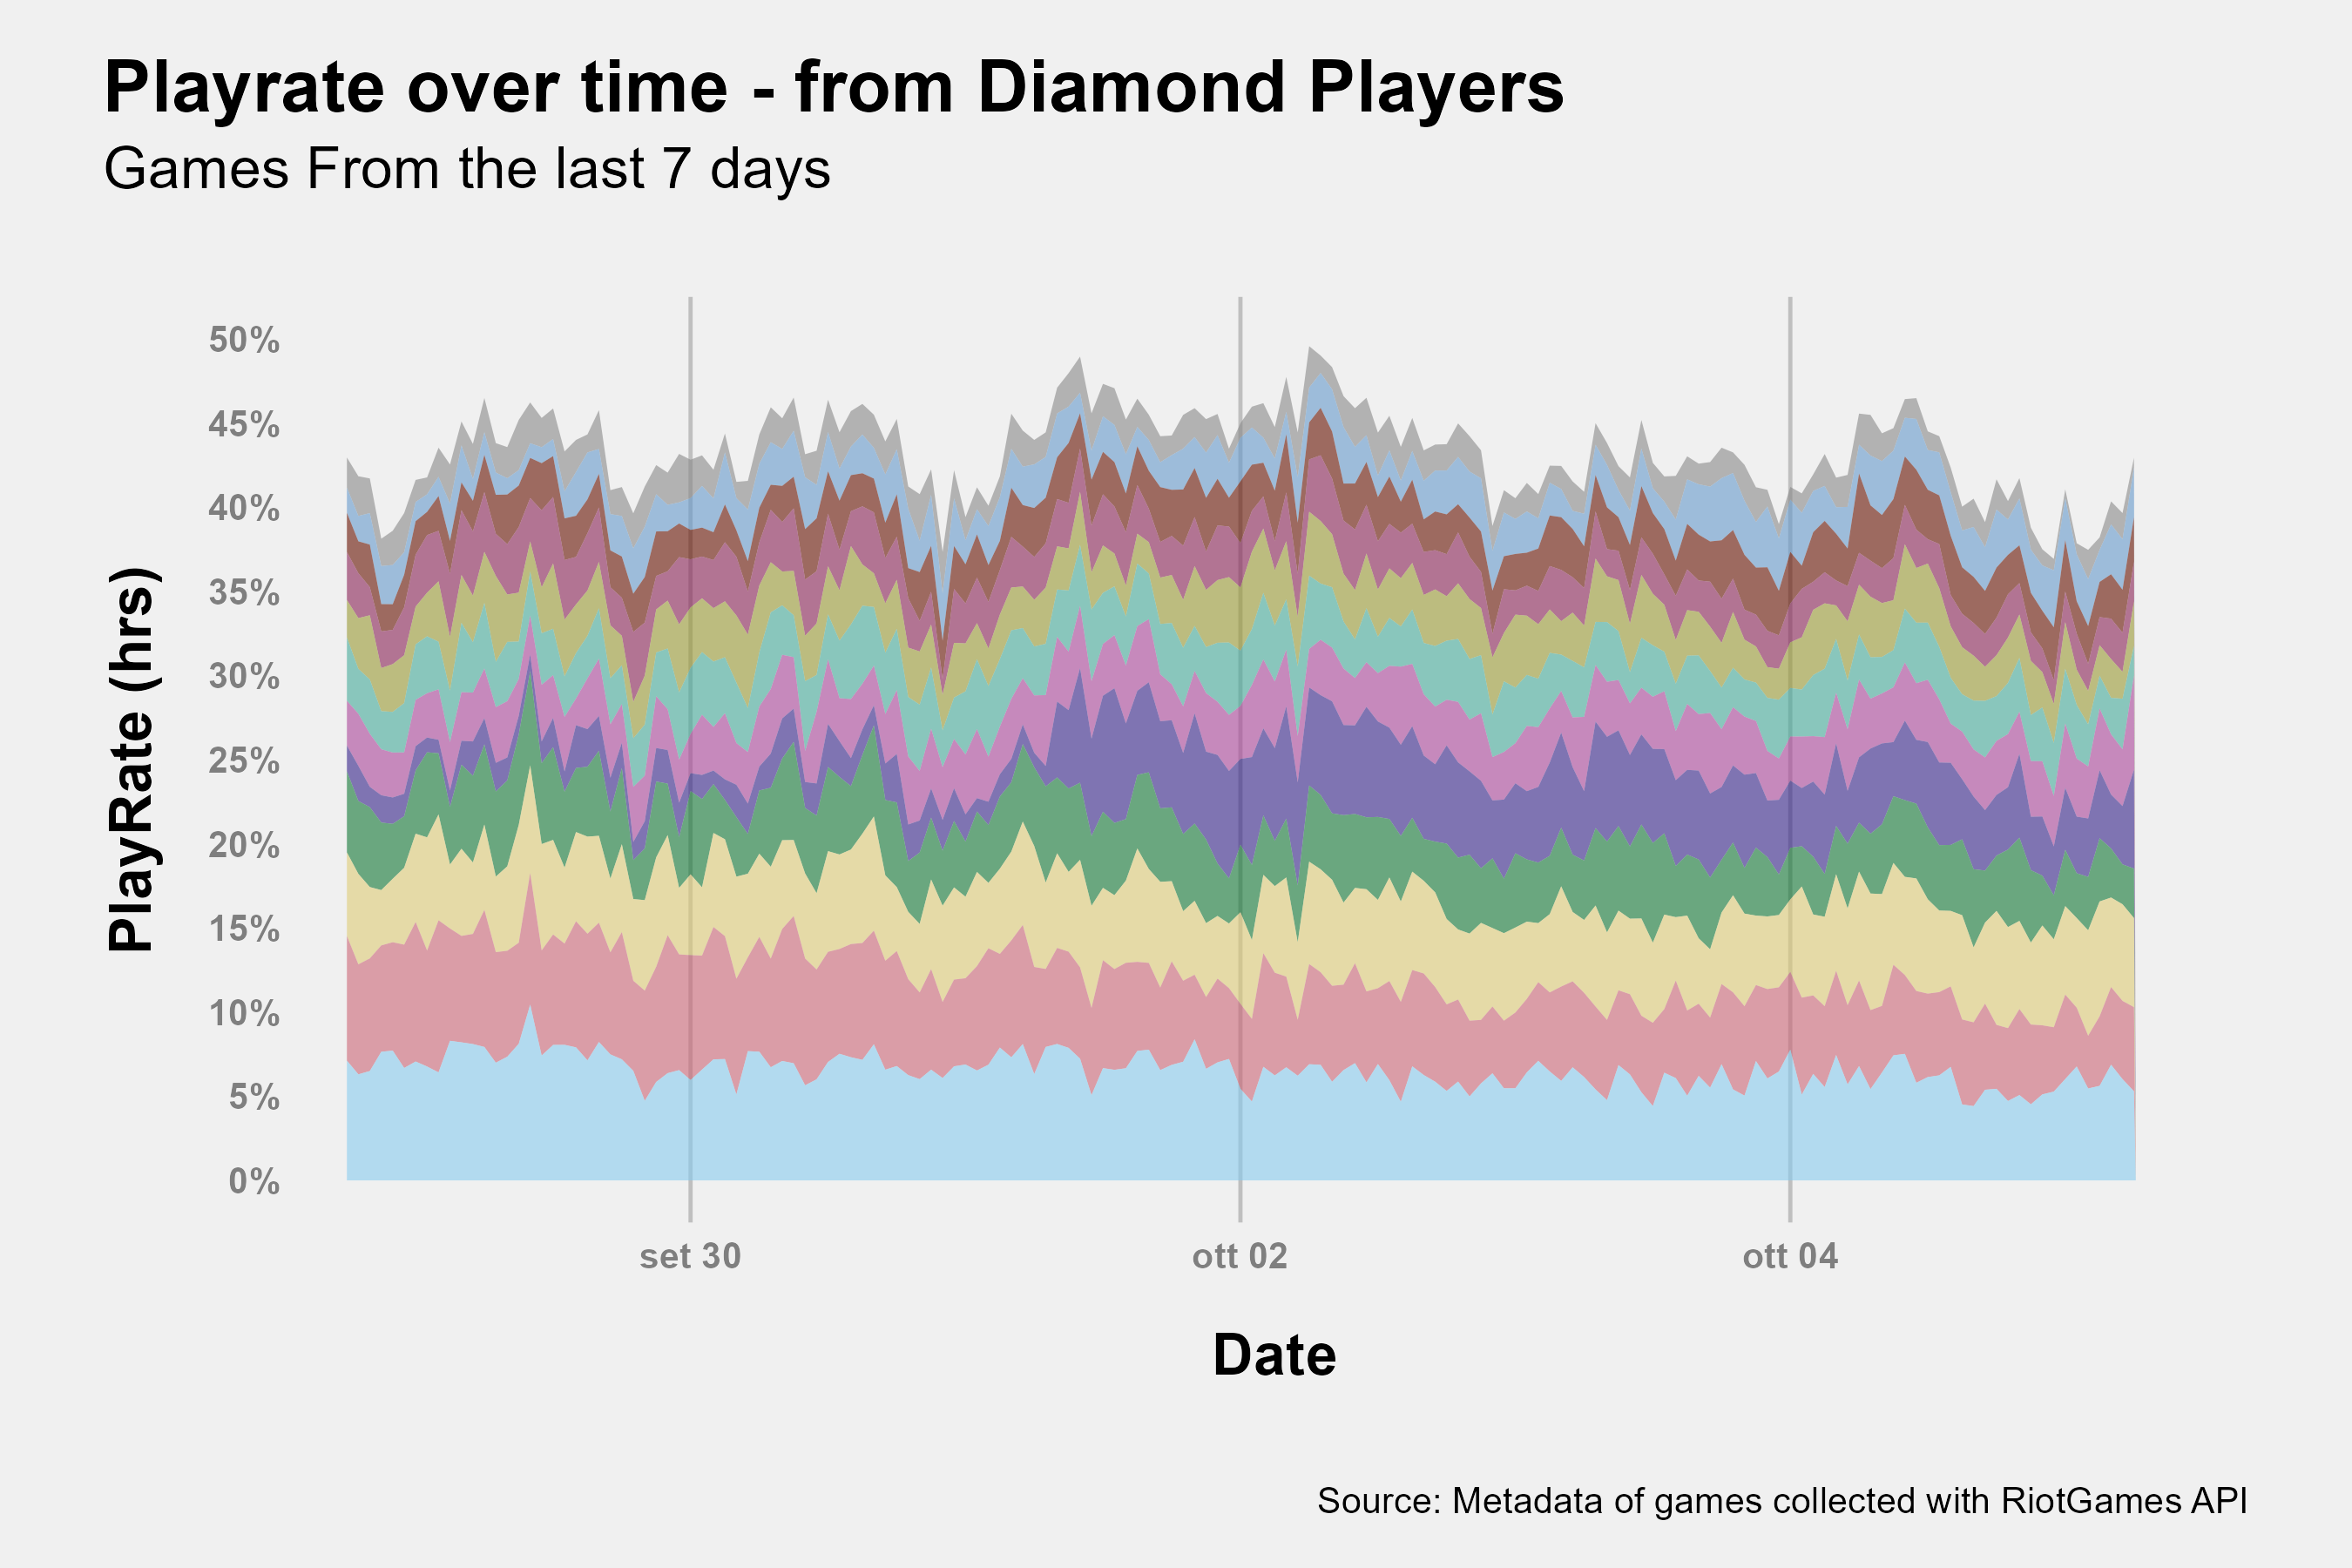 Playrate over time - from Diamond Players
Games From the last 7 days
PlayRate (hrs)
50%
45%
40%
35%
30%
25%
20%
15%
10%
5%
0%
set 30
ott 02
ott 04
Date
Source: Metadata of games collected with RiotGames API